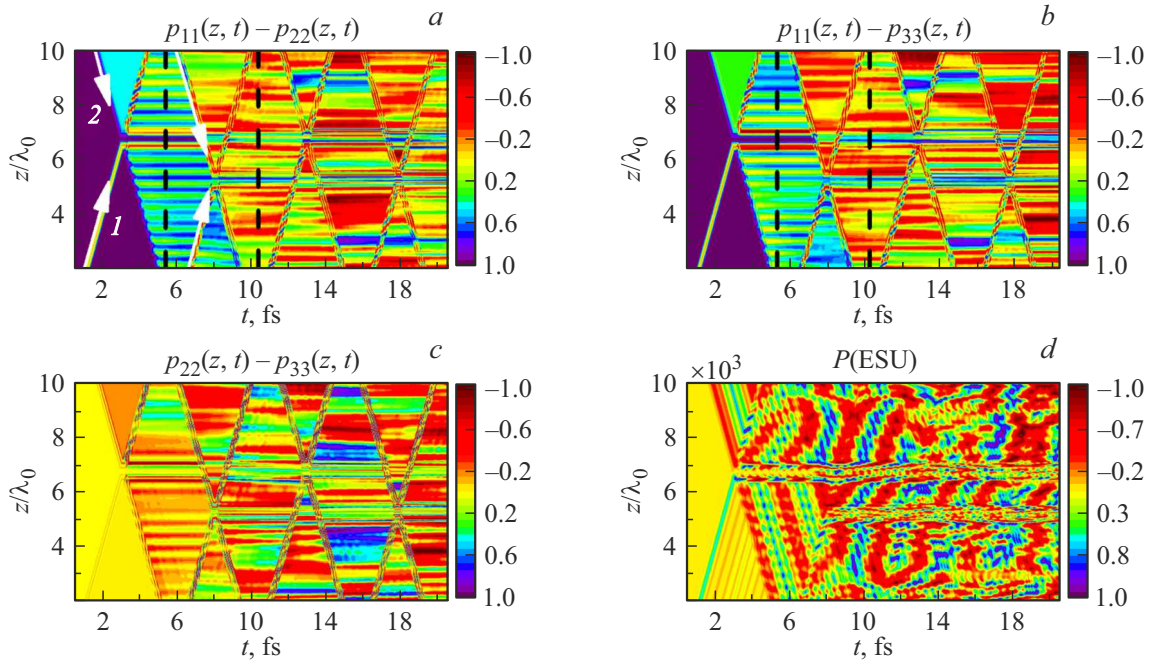 p₁₁(z, t) – p₂₂(z, t) a
10
8
6
4
z/λ₀
2
1
2 6 10 14 18
t, fs
–1.0
–0.6
–0.2
0.2
0.6
1.0
p₁₁(z, t) – p₃₃(z, t) b
10
8
6
4
z/λ₀
2 6 10 14 18
t, fs
–1.0
–0.6
–0.2
0.2
0.6
1.0
p₂₂(z, t) – p₃₃(z, t) c
10
8
6
4
z/λ₀
2 6 10 14 18
t, fs
–1.0
–0.6
–0.2
0.2
0.6
1.0
×10³ P(ESU) d
10
8
6
4
z/λ₀
2 6 10 14 18
t, fs
–1.0
–0.7
–0.2
0.3
0.8
1.0